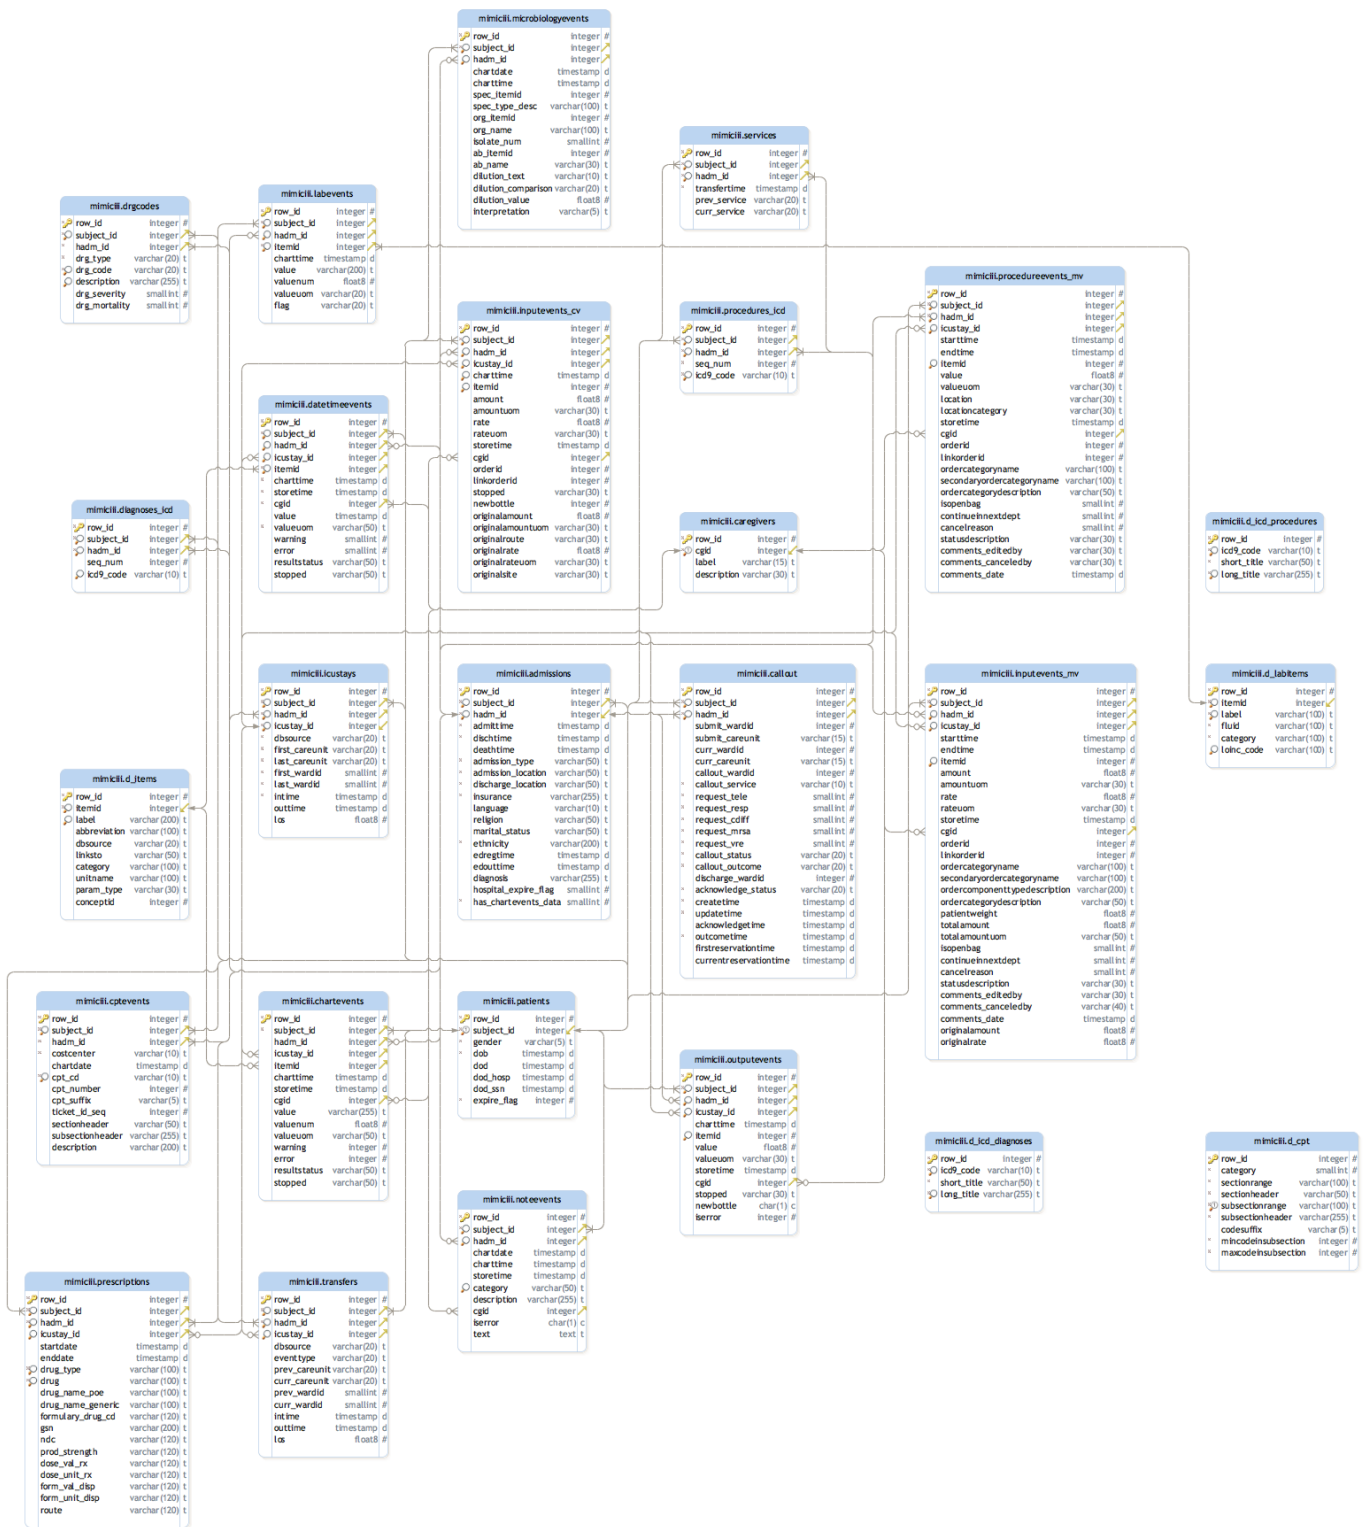 mimiciii.microbiologyevents
row_id integer #
subject_id integer
hadm_id integer
chartdate timestamp d
charttime timestamp d
spec_itemid integer #
spec_type_desc varchar(100) t
org_itemid integer #
org_name varchar(100) t
isolate_num smallint #
ab_itemid integer #
ab_name varchar(30) t
dilution_text varchar(10) t
dilution_comparison varchar(20) t
dilution_value float8 #
interpretation varchar(5) t
mimiciii.services
row_id integer #
subject_id integer
hadm_id integer
transfertime timestamp d
prev_service varchar(20) t
curr_service varchar(20) t
mimiciii.labevents
row_id integer #
subject_id integer
hadm_id integer
itemid integer
charttime timestamp d
value varchar(200) t
valuenum float8 #
valueuom varchar(20) t
flag varchar(20) t
mimiciii.drgcodes
row_id integer #
subject_id integer
hadm_id integer
drg_type varchar(20) t
drg_code varchar(20) t
description varchar(255) t
drg_severity smallint #
drg_mortality smallint #
mimiciii.procedureevents_mv
row_id integer #
subject_id integer
hadm_id integer
icustay_id integer
starttime timestamp d
endtime timestamp d
itemid integer #
value float8 #
valueuom varchar(30) t
location varchar(30) t
locationcategory varchar(30) t
storetime timestamp d
cgid integer
orderid integer #
linkorderid integer #
ordercategoryname varchar(100) t
secondaryordercategoryname varchar(100) t
ordercategorydescription varchar(50) t
isopenbag smallint #
continueinnextdept smallint #
cancelreason smallint #
statusdescription varchar(30) t
comments_editedby varchar(30) t
comments_canceledby varchar(30) t
comments_date timestamp d
mimiciii.inputevents_cv
row_id integer #
subject_id integer
hadm_id integer
icustay_id integer
charttime timestamp d
itemid integer #
amount float8 #
amountuom varchar(30) t
rate float8 #
rateuom varchar(30) t
storetime timestamp d
cgid integer
orderid integer #
linkorderid integer #
stopped varchar(30) t
newbottle integer #
originalamount float8 #
originalamountuom varchar(30) t
originalroute varchar(30) t
originalrate float8 #
originalrateuom varchar(30) t
originalsite varchar(30) t
mimiciii.procedures_icd
row_id integer #
subject_id integer
hadm_id integer
seq_num integer #
icd9_code varchar(10) t
mimiciii.datetimeevents
row_id integer #
subject_id integer
hadm_id integer
icustay_id integer
itemid integer
charttime timestamp d
storetime timestamp d
cgid integer
value timestamp d
valueuom varchar(50) t
warning smallint #
error smallint #
resultstatus varchar(50) t
stopped varchar(50) t
mimiciii.diagnoses_icd
row_id integer #
subject_id integer
hadm_id integer
seq_num integer #
icd9_code varchar(10) t
mimiciii.caregivers
row_id integer #
cgid integer
label varchar(15) t
description varchar(30) t
mimiciii.d_icd_procedures
row_id integer #
icd9_code varchar(10) t
short_title varchar(50) t
long_title varchar(255) t
mimiciii.icustays
row_id integer #
subject_id integer
hadm_id integer
icustay_id integer
dbsource varchar(20) t
first_careunit varchar(20) t
last_careunit varchar(20) t
first_wardid smallint #
last_wardid smallint #
intime timestamp d
outtime timestamp d
los float8 #
mimiciii.admissions
row_id integer #
subject_id integer
hadm_id integer
admittime timestamp d
dischtime timestamp d
deathtime timestamp d
admission_type varchar(50) t
admission_location varchar(50) t
discharge_location varchar(50) t
insurance varchar(255) t
language varchar(10) t
religion varchar(50) t
marital_status varchar(50) t
ethnicity varchar(200) t
edregtime timestamp d
edouttime timestamp d
diagnosis varchar(255) t
hospital_expire_flag smallint #
has_chartevents_data smallint #
mimiciii.callout
row_id integer #
subject_id integer
hadm_id integer
submit_wardid integer #
submit_careunit varchar(15) t
curr_wardid integer #
curr_careunit varchar(15) t
callout_wardid integer #
callout_service varchar(10) t
request_tele smallint #
request_resp smallint #
request_cdiff smallint #
request_mrsa smallint #
request_vre smallint #
callout_status varchar(20) t
callout_outcome varchar(20) t
discharge_wardid integer #
acknowledge_status varchar(20) t
createtime timestamp d
updatetime timestamp d
acknowledgetime timestamp d
outcometime timestamp d
firstreservationtime timestamp d
currentreservationtime timestamp d
mimiciii.inputevents_mv
row_id integer #
subject_id integer
hadm_id integer
icustay_id integer
starttime timestamp d
endtime timestamp d
itemid integer #
amount float8 #
amountuom varchar(30) t
rate float8 #
rateuom varchar(30) t
storetime timestamp d
cgid integer
orderid integer #
linkorderid integer #
ordercategoryname varchar(100) t
secondaryordercategoryname varchar(100) t
ordercomponenttypedescription varchar(200) t
ordercategorydescription varchar(50) t
patientweight float8 #
totalamount float8 #
totalamountuom varchar(50) t
isopenbag smallint #
continueinnextdept smallint #
cancelreason smallint #
statusdescription varchar(30) t
comments_editedby varchar(30) t
comments_canceledby varchar(40) t
comments_date timestamp d
originalamount float8 #
originalrate float8 #
mimiciii.d_labitems
row_id integer #
itemid integer
label varchar(100) t
fluid varchar(100) t
category varchar(100) t
loinc_code varchar(100) t
mimiciii.d_items
row_id integer #
itemid integer
label varchar(200) t
abbreviation varchar(100) t
dbsource varchar(20) t
linksto varchar(50) t
category varchar(100) t
unitname varchar(100) t
param_type varchar(30) t
conceptid integer #
mimiciii.cptevents
row_id integer #
subject_id integer
hadm_id integer
costcenter varchar(10) t
chartdate timestamp d
cpt_cd varchar(10) t
cpt_number integer #
cpt_suffix varchar(5) t
ticket_id_seq integer #
sectionheader varchar(50) t
subsectionheader varchar(255) t
description varchar(200) t
mimiciii.chartevents
row_id integer #
subject_id integer
hadm_id integer
icustay_id integer
itemid integer
charttime timestamp d
storetime timestamp d
cgid integer
value varchar(255) t
valuenum float8 #
valueuom varchar(50) t
warning integer #
error integer #
resultstatus varchar(50) t
stopped varchar(50) t
mimiciii.patients
row_id integer #
subject_id integer
gender varchar(5) t
dob timestamp d
dod timestamp d
dod_hosp timestamp d
dod_ssn timestamp d
expire_flag integer #
mimiciii.outputevents
row_id integer #
subject_id integer
hadm_id integer
icustay_id integer
charttime timestamp d
itemid integer #
value float8 #
valueuom varchar(30) t
storetime timestamp d
cgid integer
stopped varchar(30) t
newbottle char(1) c
iserror integer #
mimiciii.d_icd_diagnoses
row_id integer #
icd9_code varchar(10) t
short_title varchar(50) t
long_title varchar(255) t
mimiciii.d_cpt
row_id integer #
category smallint #
sectionrange varchar(100) t
sectionheader varchar(50) t
subsectionrange varchar(100) t
subsectionheader varchar(255) t
codesuffix varchar(5) t
mincodeinsubsection integer #
maxcodeinsubsection integer #
mimiciii.noteevents
row_id integer #
subject_id integer
hadm_id integer
chartdate timestamp d
charttime timestamp d
storetime timestamp d
category varchar(50) t
description varchar(255) t
cgid integer
iserror char(1) c
text text t
mimiciii.prescriptions
row_id integer #
subject_id integer
hadm_id integer
icustay_id integer
startdate timestamp d
enddate timestamp d
drug_type varchar(100) t
drug varchar(100) t
drug_name_poe varchar(100) t
drug_name_generic varchar(100) t
formulary_drug_cd varchar(120) t
gsn varchar(200) t
ndc varchar(120) t
prod_strength varchar(120) t
dose_val_rx varchar(120) t
dose_unit_rx varchar(120) t
form_val_disp varchar(120) t
form_unit_disp varchar(120) t
route varchar(120) t
mimiciii.transfers
row_id integer #
subject_id integer
hadm_id integer
icustay_id integer
dbsource varchar(20) t
eventtype varchar(20) t
prev_careunit varchar(20) t
curr_careunit varchar(20) t
prev_wardid smallint #
curr_wardid smallint #
intime timestamp d
outtime timestamp d
los float8 #